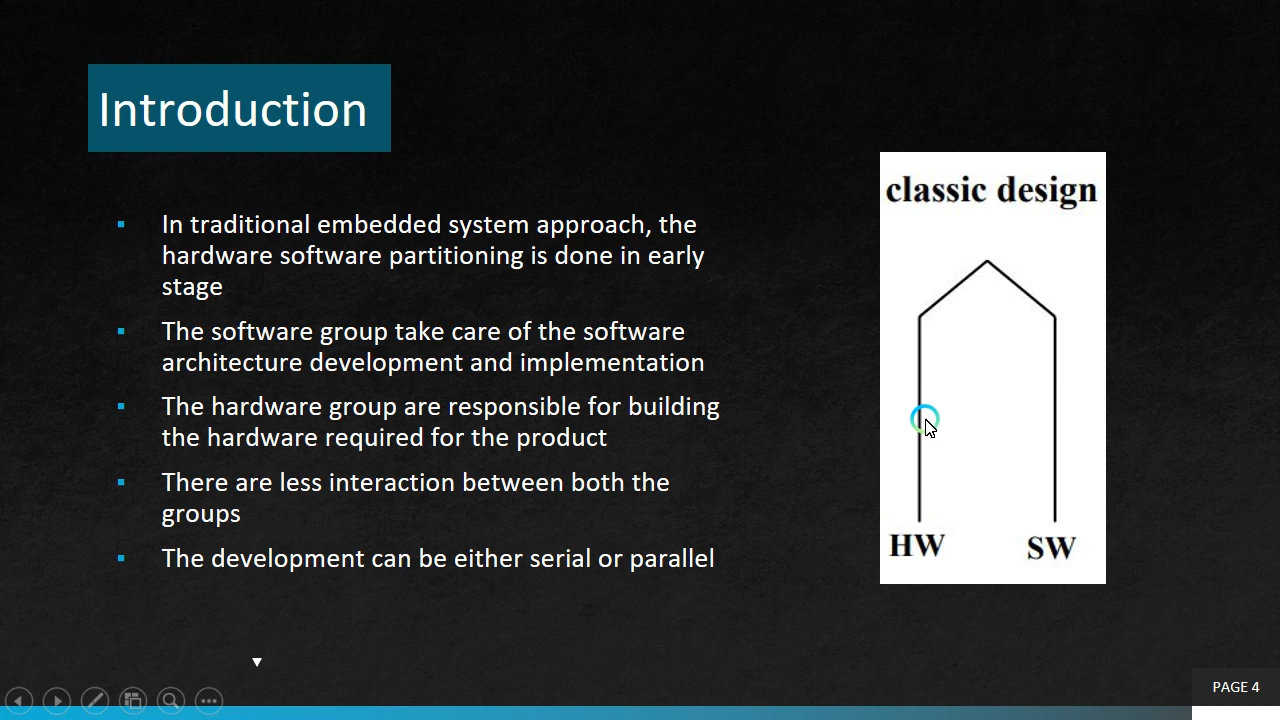 Introduction
In traditional embedded system approach, the
hardware software partitioning is done in early
stage
The software group take care of the software
architecture development and implementation
The hardware group are responsible for building
the hardware required for the product
There are less interaction between both the
groups
The development can be either serial or parallel
classic design
HW
SW
PAGE 4